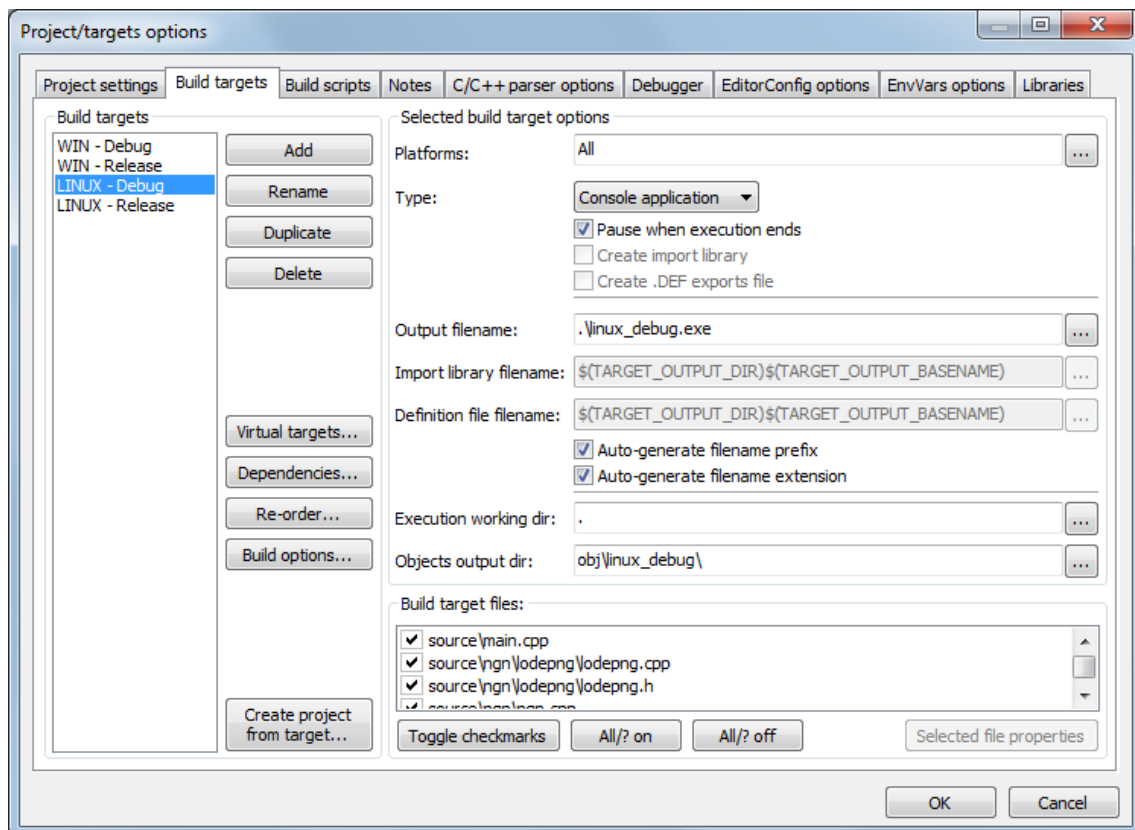 Project/targets options
Project settings
Build targets
Build scripts
Notes
C/C++ parser options
Debugger
EditorConfig options
EnvVars options
Libraries
Build targets
WIN - Debug
WIN - Release
LINUX - Debug
LINUX - Release
Add
Rename
Duplicate
Delete
Virtual targets...
Dependencies...
Re-order...
Build options...
Create project
from target...
Selected build target options
Platforms:
All
...
Type:
Console application
Pause when execution ends
Create import library
Create .DEF exports file
Output filename:
.\linux_debug.exe
...
Import library filename:
$(TARGET_OUTPUT_DIR)$(TARGET_OUTPUT_BASENAME)
...
Definition file filename:
$(TARGET_OUTPUT_DIR)$(TARGET_OUTPUT_BASENAME)
...
Auto-generate filename prefix
Auto-generate filename extension
Execution working dir:
.
...
Objects output dir:
obj\linux_debug\
...
Build target files:
source\main.cpp
source\ngn\lodepng\lodepng.cpp
source\ngn\lodepng\lodepng.h
source\ngn\ngn.cpp
Toggle checkmarks
All/? on
All/? off
Selected file properties
OK
Cancel